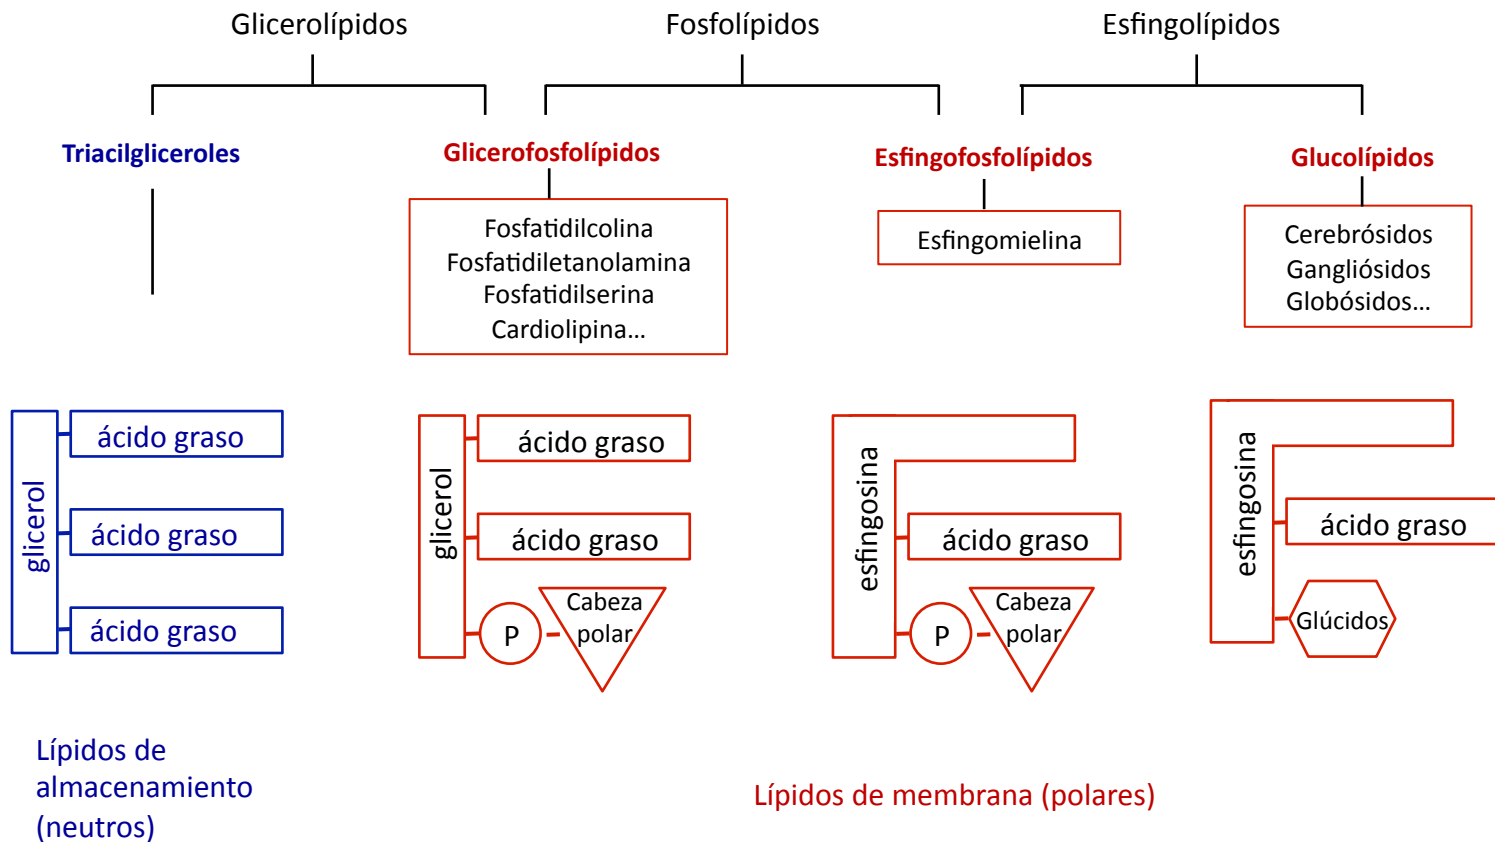 Glicerolípidos
Fosfolípidos
Esfingolípidos
Triacilgliceroles
Glicerofosfolípidos
Esfingofosfolípidos
Glucolípidos
Fosfatidilcolina
Fosfatidiletanolamina
Fosfatidilserina
Cardiolipina...
Esfingomielina
Cerebrósidos
Gangliósidos
Globósidos...
glicerol
ácido graso
ácido graso
ácido graso
glicerol
ácido graso
ácido graso
P
Cabeza
polar
esfingosina
ácido graso
P
Cabeza
polar
esfingosina
ácido graso
Glúcidos
Lípidos de
almacenamiento
(neutros)
Lípidos de membrana (polares)